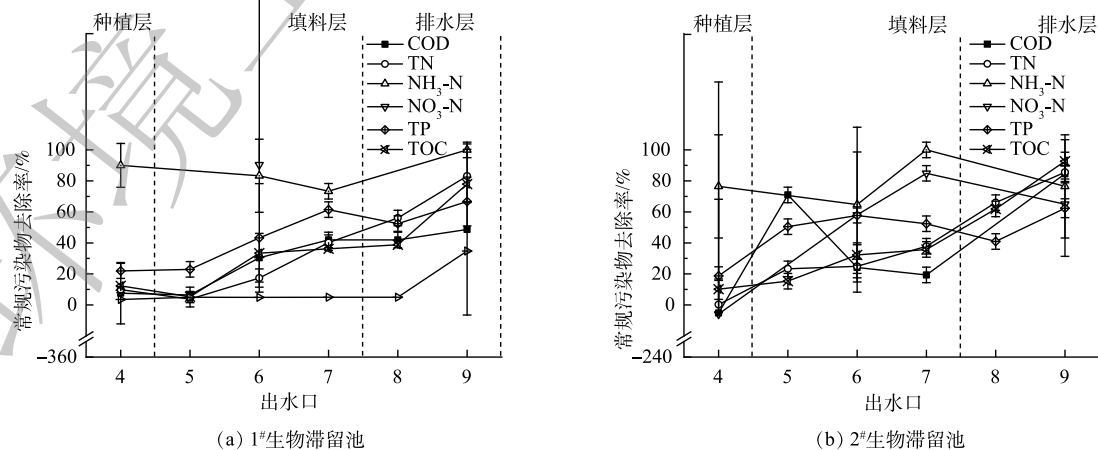 种植层 填料层 排水层
COD
TN
NH3-N
NO3-N
TP
TOC
常规污染物去除率/%
100
80
60
40
20
0
−360
4 5 6 7 8 9
出水口
(a) 1#生物滞留池
种植层 填料层 排水层
COD
TN
NH3-N
NO3-N
TP
TOC
常规污染物去除率/%
100
80
60
40
20
0
−240
4 5 6 7 8 9
出水口
(b) 2#生物滞留池
境